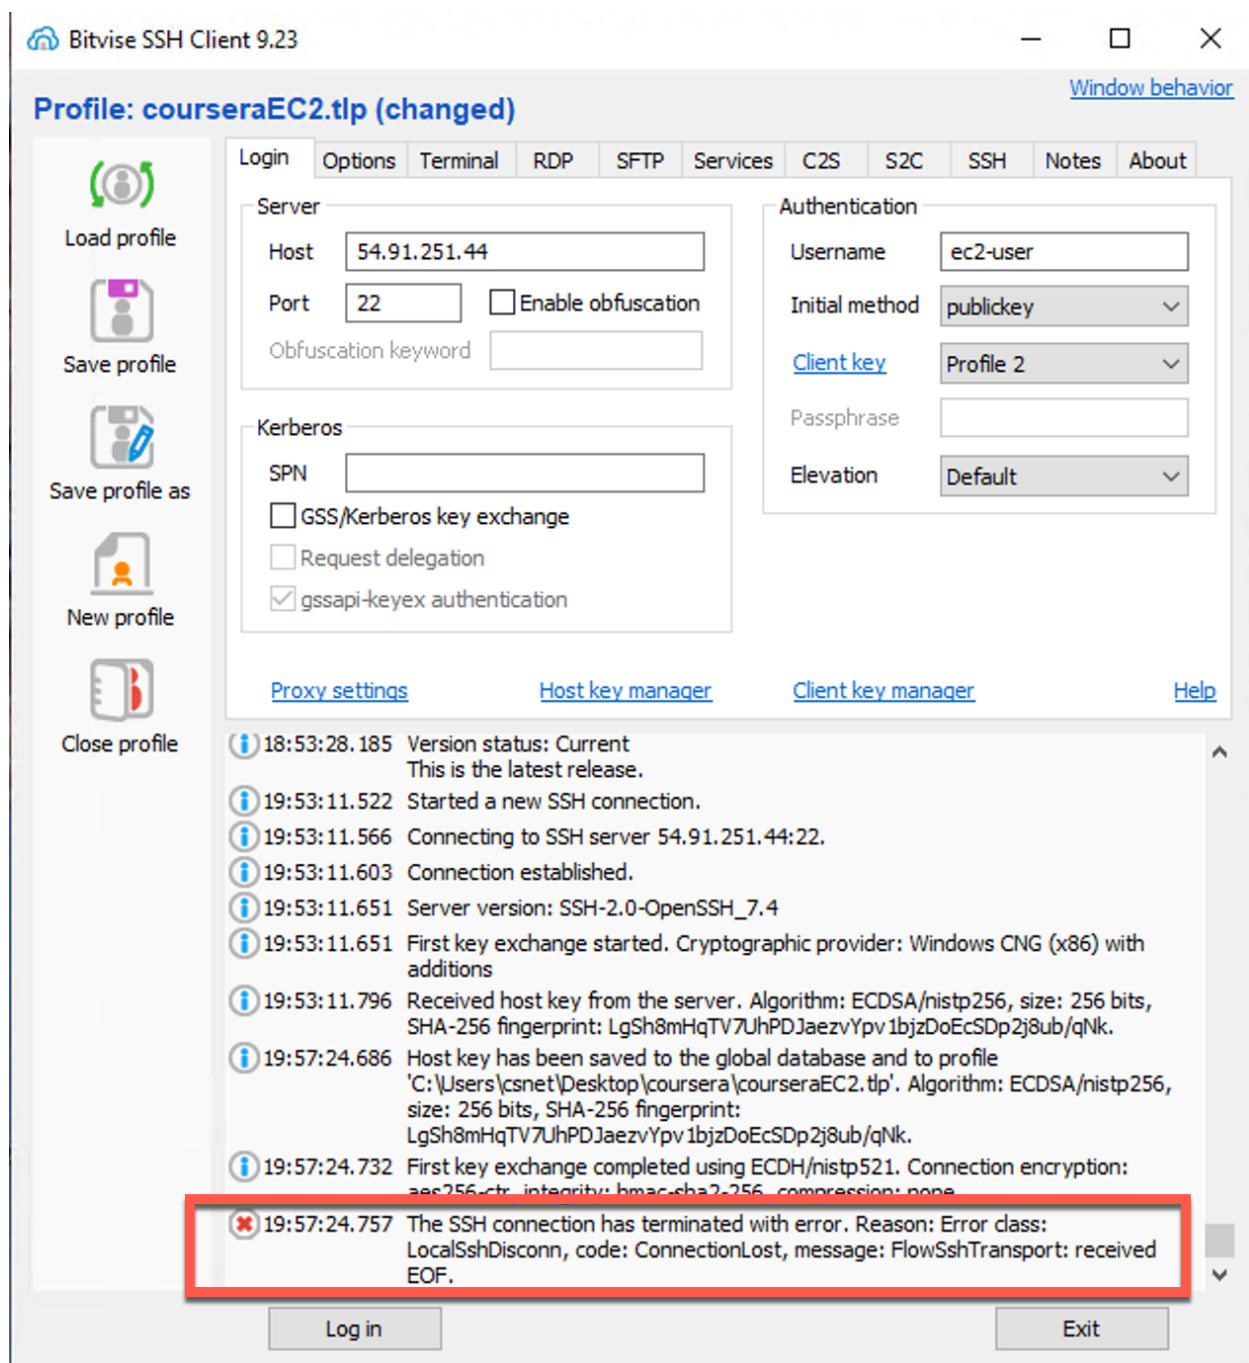 Bitvise SSH Client 9.23
Window behavior
Profile: courseraEC2.tlp (changed)
Load profile
Save profile
Save profile as
New profile
Close profile
Login Options Terminal RDP SFTP Services C2S S2C SSH Notes About
Server
Host 54.91.251.44
Port 22 Enable obfuscation
Obfuscation keyword
Kerberos
SPN
GSS/Kerberos key exchange
Request delegation
gssapi-keyex authentication
Authentication
Username ec2-user
Initial method publickey
Client key Profile 2
Passphrase
Elevation Default
Proxy settings Host key manager Client key manager Help
18:53:28.185 Version status: Current
This is the latest release.
19:53:11.522 Started a new SSH connection.
19:53:11.566 Connecting to SSH server 54.91.251.44:22.
19:53:11.603 Connection established.
19:53:11.651 Server version: SSH-2.0-OpenSSH_7.4
19:53:11.651 First key exchange started. Cryptographic provider: Windows CNG (x86) with
additions
19:53:11.796 Received host key from the server. Algorithm: ECDSA/nistp256, size: 256 bits,
SHA-256 fingerprint: LgSh8mHqTV7UhPDJaezvYpv1bjzDoEcSDp2j8ub/qNk.
19:57:24.686 Host key has been saved to the global database and to profile
'C:\Users\csnet\Desktop\coursera\courseraEC2.tlp'. Algorithm: ECDSA/nistp256,
size: 256 bits, SHA-256 fingerprint:
LgSh8mHqTV7UhPDJaezvYpv1bjzDoEcSDp2j8ub/qNk.
19:57:24.732 First key exchange completed using ECDH/nistp521. Connection encryption:
aes256-ctr, integrity: hmac-sha2-256, compression: none.
19:57:24.757 The SSH connection has terminated with error. Reason: Error class:
LocalSshDisconn, code: ConnectionLost, message: FlowSshTransport: received
EOF.
Log in Exit